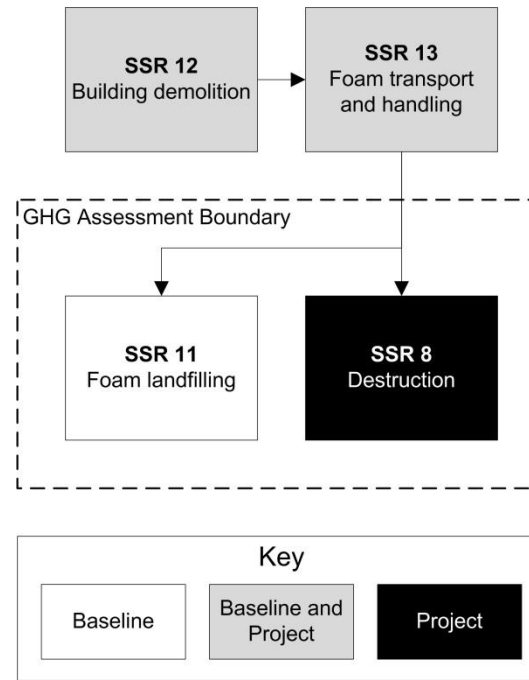 SSR 12
Building demolition
SSR 13
Foam transport
and handling
GHG Assessment Boundary
SSR 11
Foam landfilling
SSR 8
Destruction
Key
Baseline
Baseline and
Project
Project